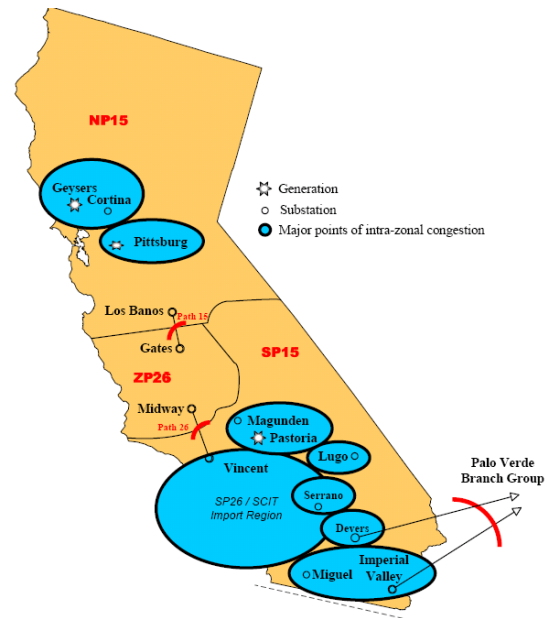 NP15
Geysers
Cortina
Pittsburg
Generation
Substation
Major points of intra-zonal congestion
Los Banos
Path 15
Gates
SP15
ZP26
Midway
Path 26
Magunden
Pastoria
Lugo
Vincent
SP26 / SCIT
Import Region
Serrano
Devers
Palo Verde
Branch Group
Miguel
Imperial
Valley